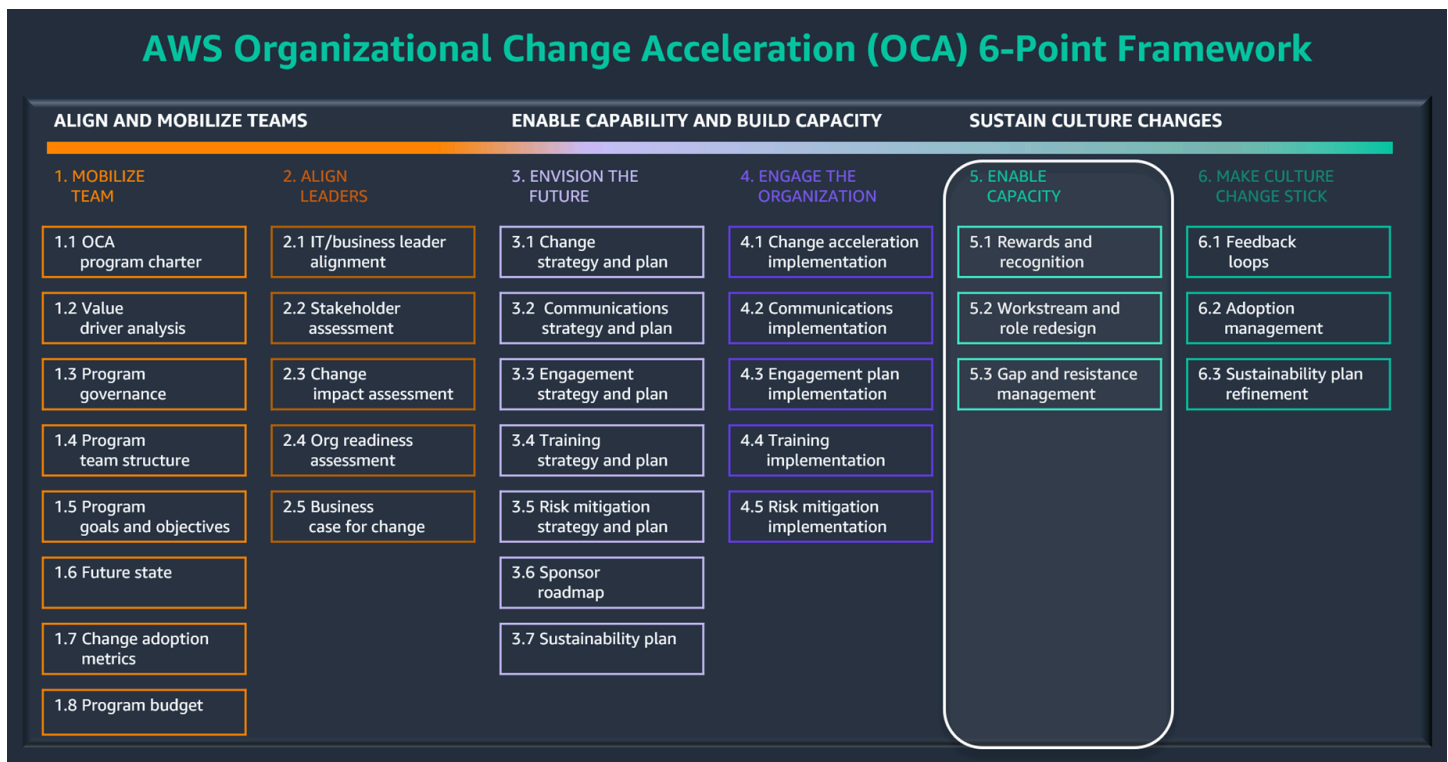 AWS Organizational Change Acceleration (OCA) 6-Point Framework
ALIGN AND MOBILIZE TEAMS
ENABLE CAPABILITY AND BUILD CAPACITY
SUSTAIN CULTURE CHANGES
1. MOBILIZE
TEAM
1.1 OCA
program charter
1.2 Value
driver analysis
1.3 Program
governance
1.4 Program
team structure
1.5 Program
goals and objectives
1.6 Future state
1.7 Change adoption
metrics
1.8 Program budget
2. ALIGN
LEADERS
2.1 IT/business leader
alignment
2.2 Stakeholder
assessment
2.3 Change
impact assessment
2.4 Org readiness
assessment
2.5 Business
case for change
3. ENVISION THE
FUTURE
3.1 Change
strategy and plan
3.2 Communications
strategy and plan
3.3 Engagement
strategy and plan
3.4 Training
strategy and plan
3.5 Risk mitigation
strategy and plan
3.6 Sponsor
roadmap
3.7 Sustainability plan
4. ENGAGE THE
ORGANIZATION
4.1 Change acceleration
implementation
4.2 Communications
implementation
4.3 Engagement plan
implementation
4.4 Training
implementation
4.5 Risk mitigation
implementation
5. ENABLE
CAPACITY
5.1 Rewards and
recognition
5.2 Workstream and
role redesign
5.3 Gap and resistance
management
6. MAKE CULTURE
CHANGE STICK
6.1 Feedback
loops
6.2 Adoption
management
6.3 Sustainability plan
refinement